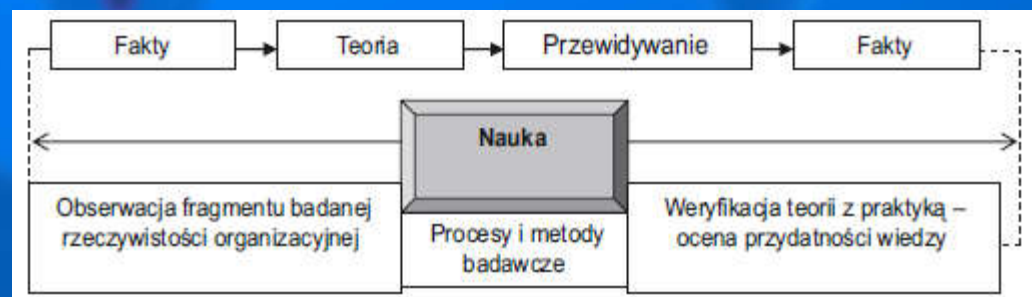 Fakty
Teoria
Przewidywanie
Fakty
Nauka
Obserwacja fragmentu badanej
rzeczywistości organizacyjnej
Procesy i metody
badawcze
Weryfikacja teorii z praktyką –
ocena przydatności wiedzy